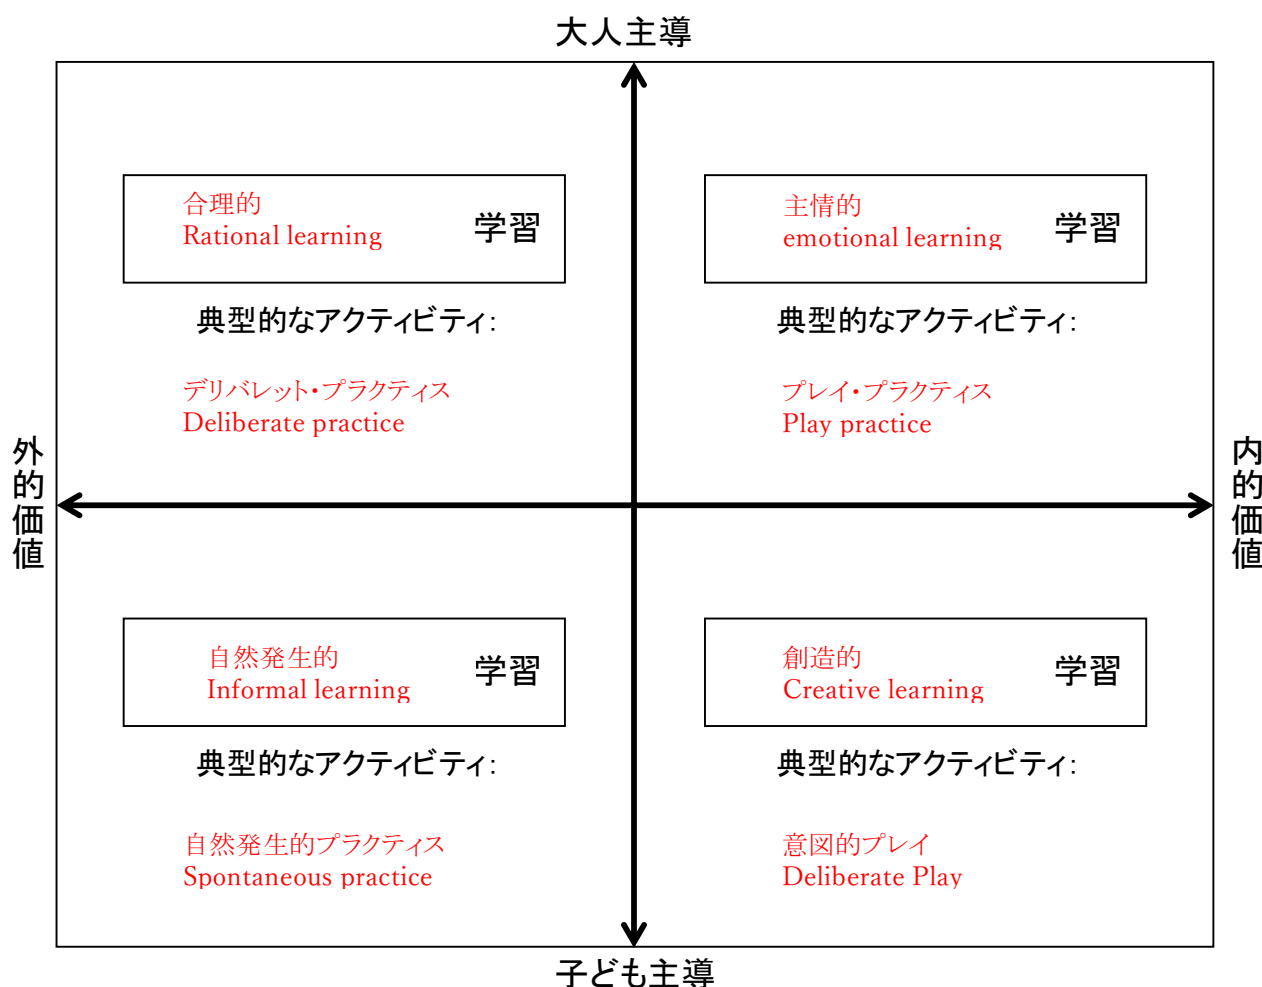 大人主導
合理的
Rational learning
学習
主情的
emotional learning
学習
典型的なアクティビティ:
典型的なアクティビティ:
デリバレット・プラクティス
Deliberate practice
プレイ・プラクティス
Play practice
外的価値
内的価値
自然発生的
Informal learning
学習
創造的
Creative learning
学習
典型的なアクティビティ:
典型的なアクティビティ:
自然発生的プラクティス
Spontaneous practice
意図的プレイ
Deliberate Play
子ども主導